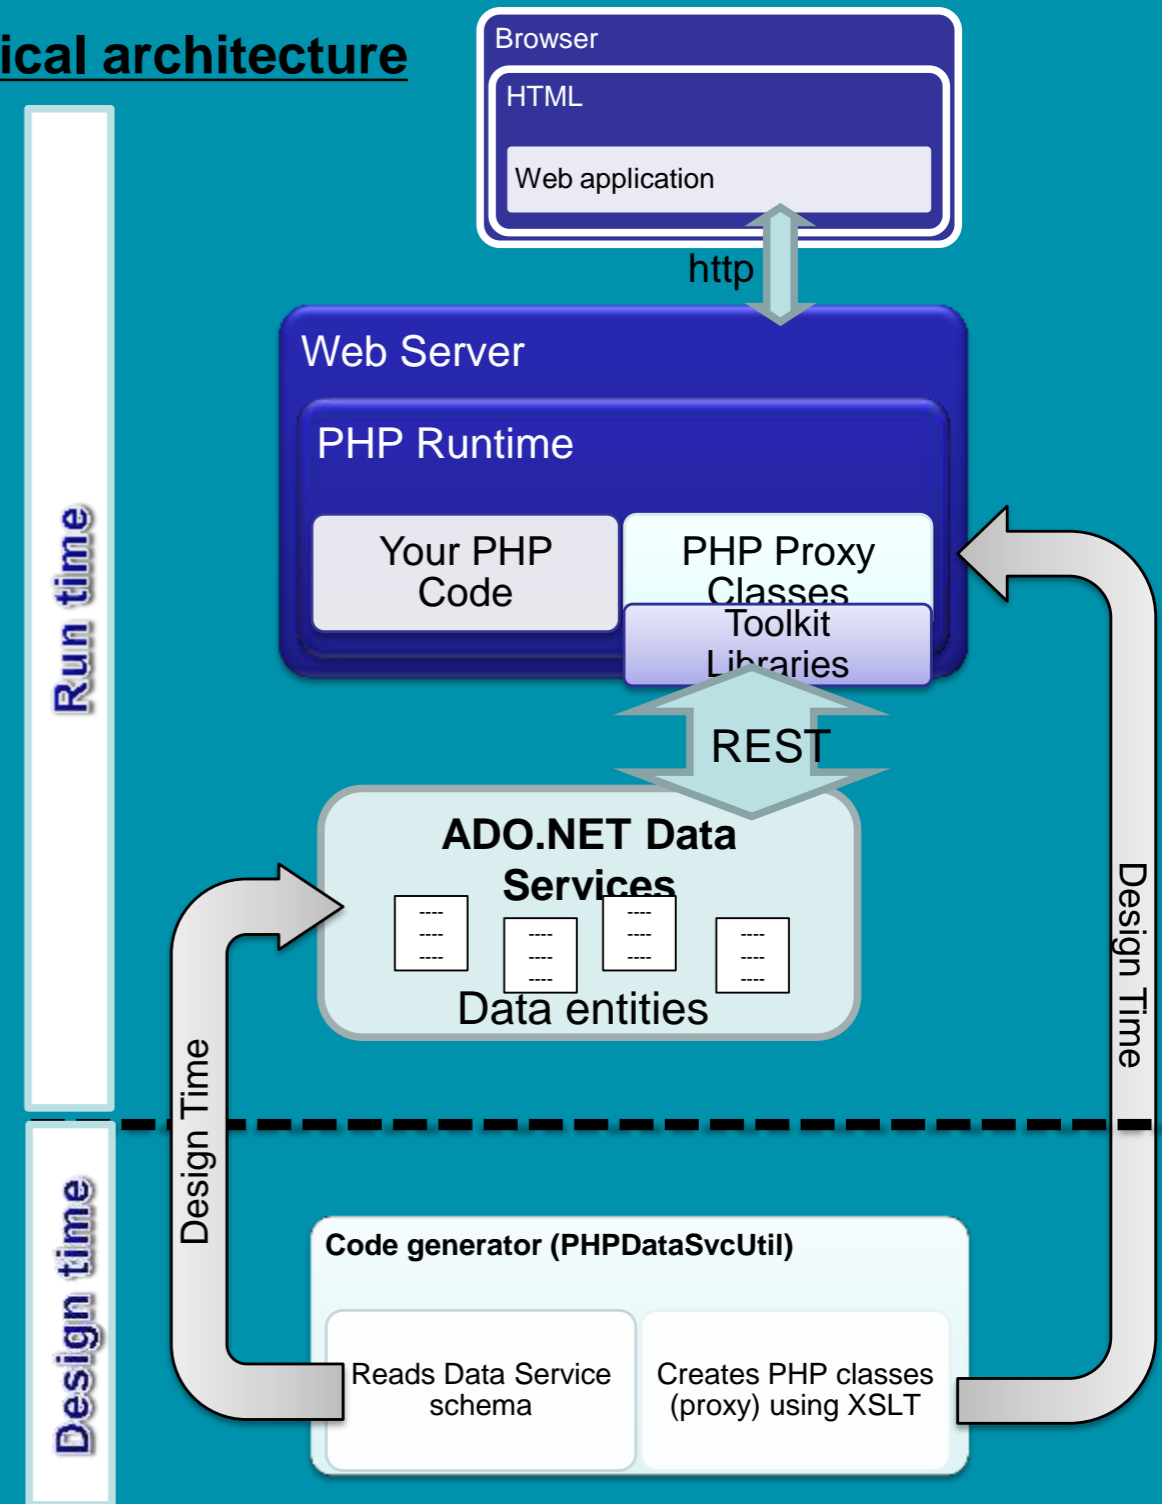 ical architecture
Browser
HTML
Web application
http
Web Server
PHP Runtime
Your PHP
Code
PHP Proxy
Classes
Toolkit
Libraries
REST
Run time
ADO.NET Data
Services
----
----
----
----
----
----
----
----
----
----
----
----
Data entities
Design Time
Design Time
Design time
Code generator (PHPDataSvcUtil)
Reads Data Service
schema
Creates PHP classes
(proxy) using XSLT